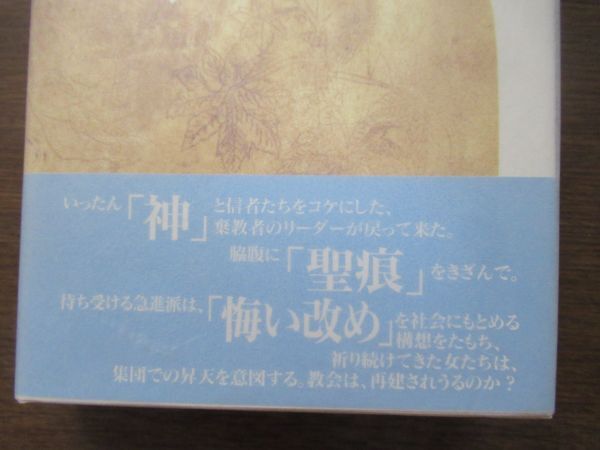 いったん「神」と信者たちをコケにした、
棄教者のリーダーが戻って来た。
脇腹に「聖痕」をきざんで。
待ち受ける急進派は、「悔い改め」を社会にもとめる
構想をたもち、
祈り続けてきた女たちは、
集団での昇天を意図する。教会は、再建されうるのか?